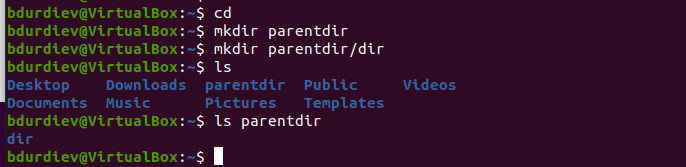 bdurdiev@VirtualBox:~$ cd
bdurdiev@VirtualBox:~$ mkdir parentdir
bdurdiev@VirtualBox:~$ mkdir parentdir/dir
bdurdiev@VirtualBox:~$ ls
Desktop    Downloads  parentdir  Public     Videos
Documents  Music      Pictures   Templates
bdurdiev@VirtualBox:~$ ls parentdir
dir
bdurdiev@VirtualBox:~$